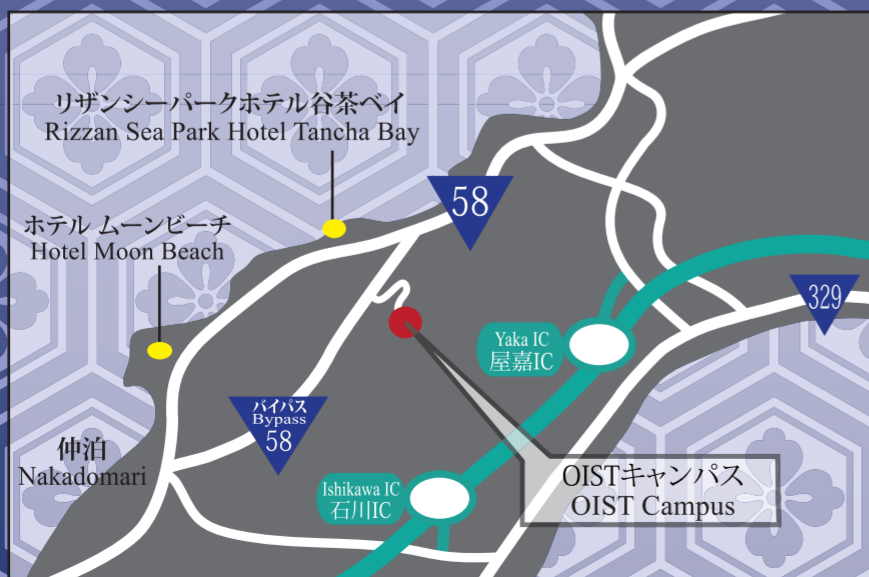 リザンシーパークホテル谷茶ベイ
Rizzan Sea Park Hotel Tancha Bay
58
ホテル ムーンビーチ
Hotel Moon Beach
329
Yaka IC
屋嘉IC
バイパス
Bypass
58
仲泊
Nakadomari
Ishikawa IC
石川IC
OISTキャンパス
OIST Campus